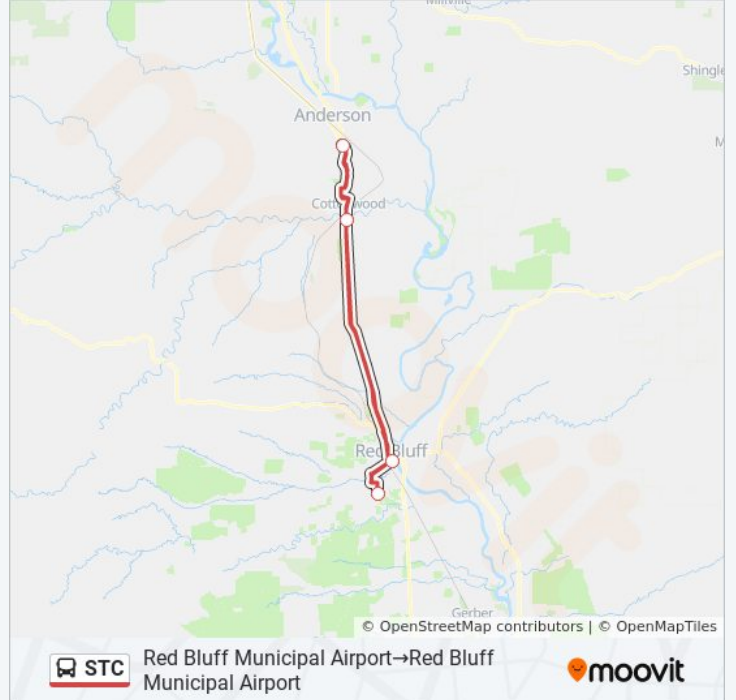 Millville
Shingle
Anderson
Cottonwood
Red Bluff
Gerber
© OpenStreetMap contributors | © OpenMapTiles
STC
Red Bluff Municipal Airport→Red Bluff
Municipal Airport
moovit